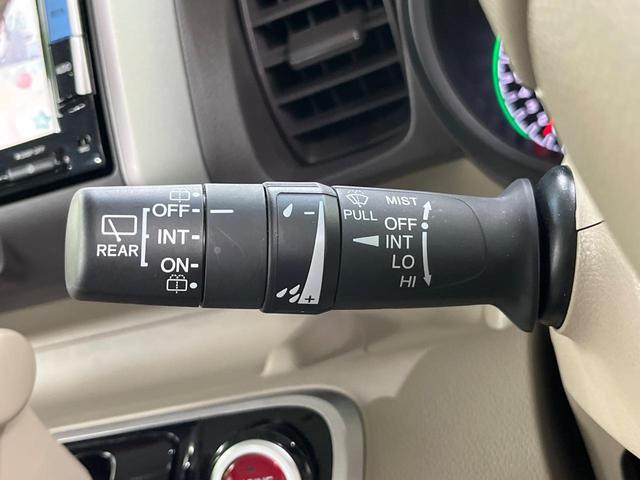 OFF
INT
ON
REAR
-
+
PULL
MIST
OFF
INT
LO
HI